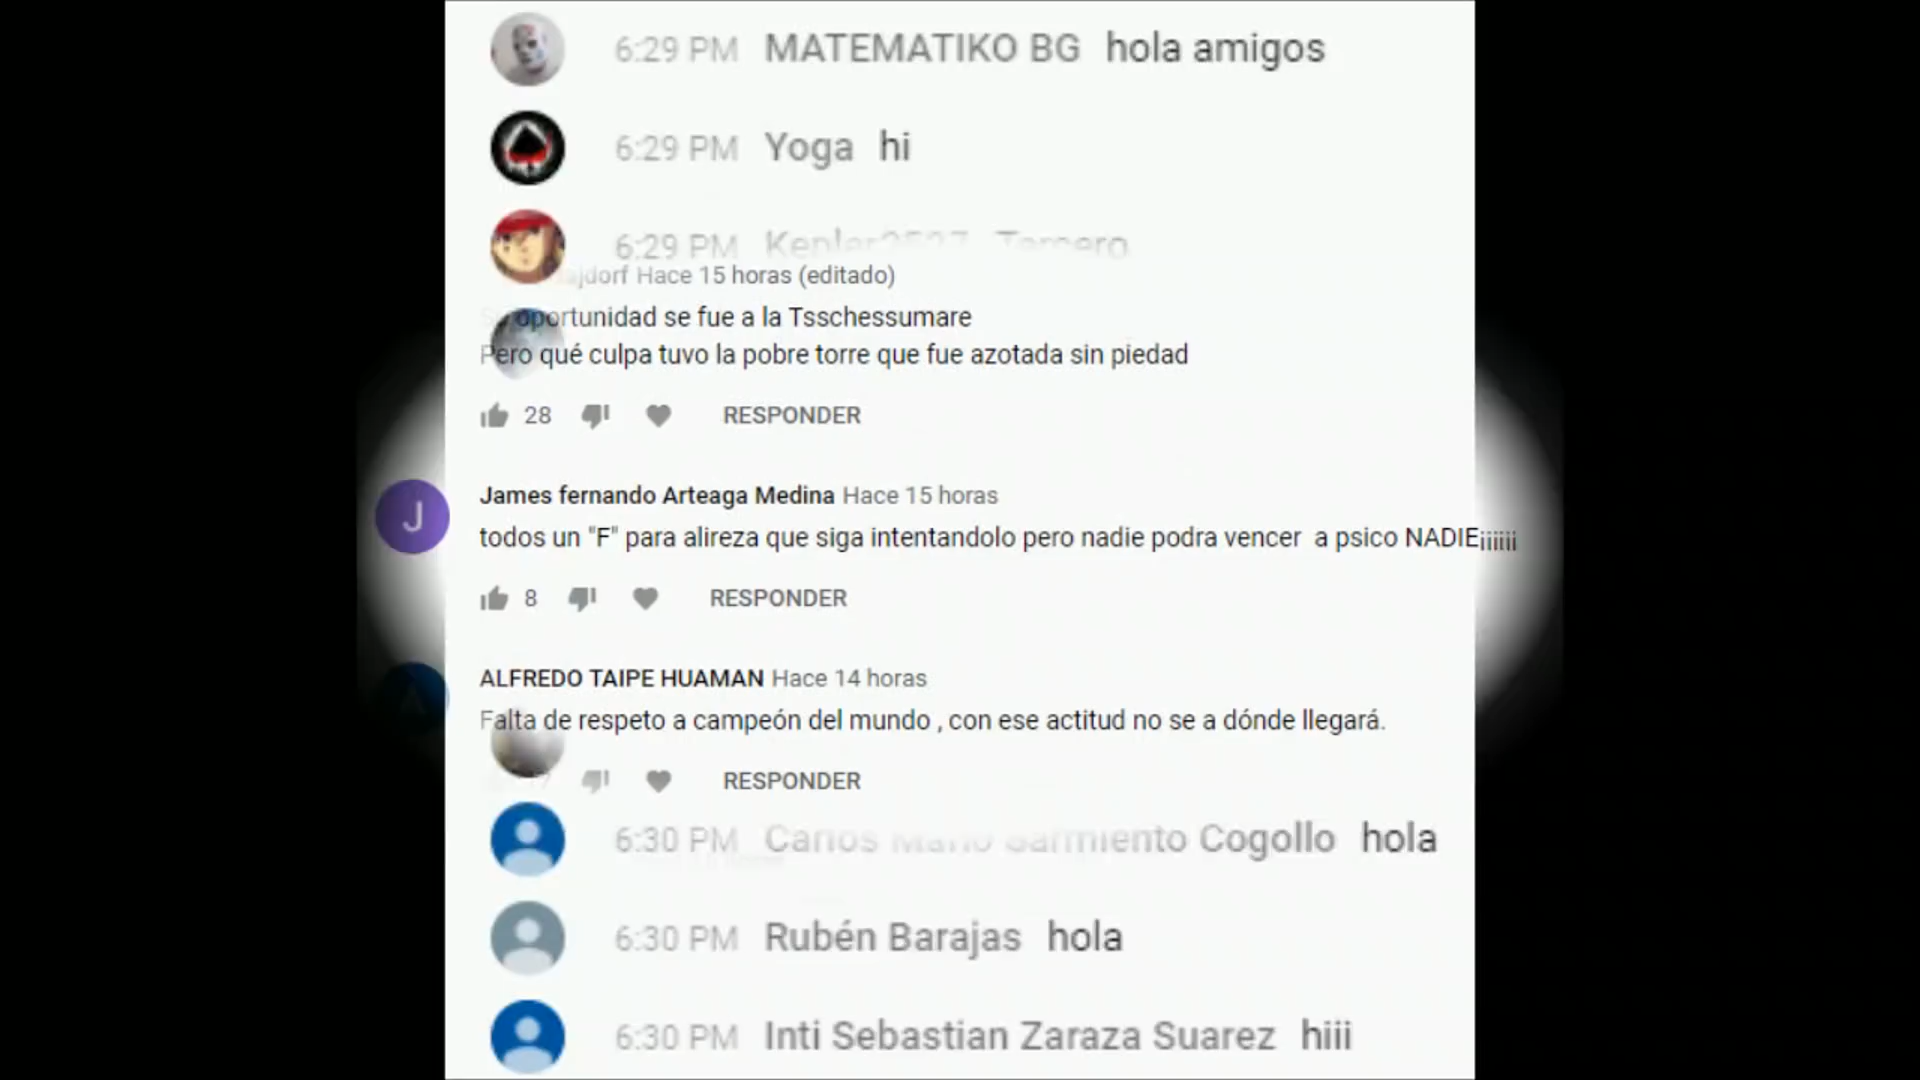 6:29 PM MATEMATIKO BG hola amigos
6:29 PM Yoga hi
6:29 PM Kepler2537 Tercero
Hace 15 horas (editado)
oportunidad se fue a la Tsschessumare
Pero qué culpa tuvo la pobre torre que fue azotada sin piedad
28 RESPONDER
J
James fernando Arteaga Medina Hace 15 horas
todos un "F" para alireza que siga intentandolo pero nadie podra vencer a psico NADIE¡¡¡¡¡¡
8 RESPONDER
ALFREDO TAIPE HUAMAN Hace 14 horas
Falta de respeto a campeón del mundo , con ese actitud no se a dónde llegará.
RESPONDER
6:30 PM Carlos Mario Sarmiento Cogollo hola
6:30 PM Rubén Barajas hola
6:30 PM Inti Sebastian Zaraza Suarez hiii